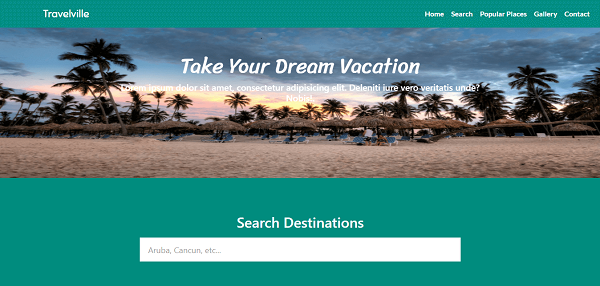 Travelville
Home Search Popular Places Gallery Contact
Take Your Dream Vacation
Lorem ipsum dolor sit amet, consectetur adipisicing elit. Deleniti iure vero veritatis unde?
Search Destinations
Aruba, Cancun, etc...